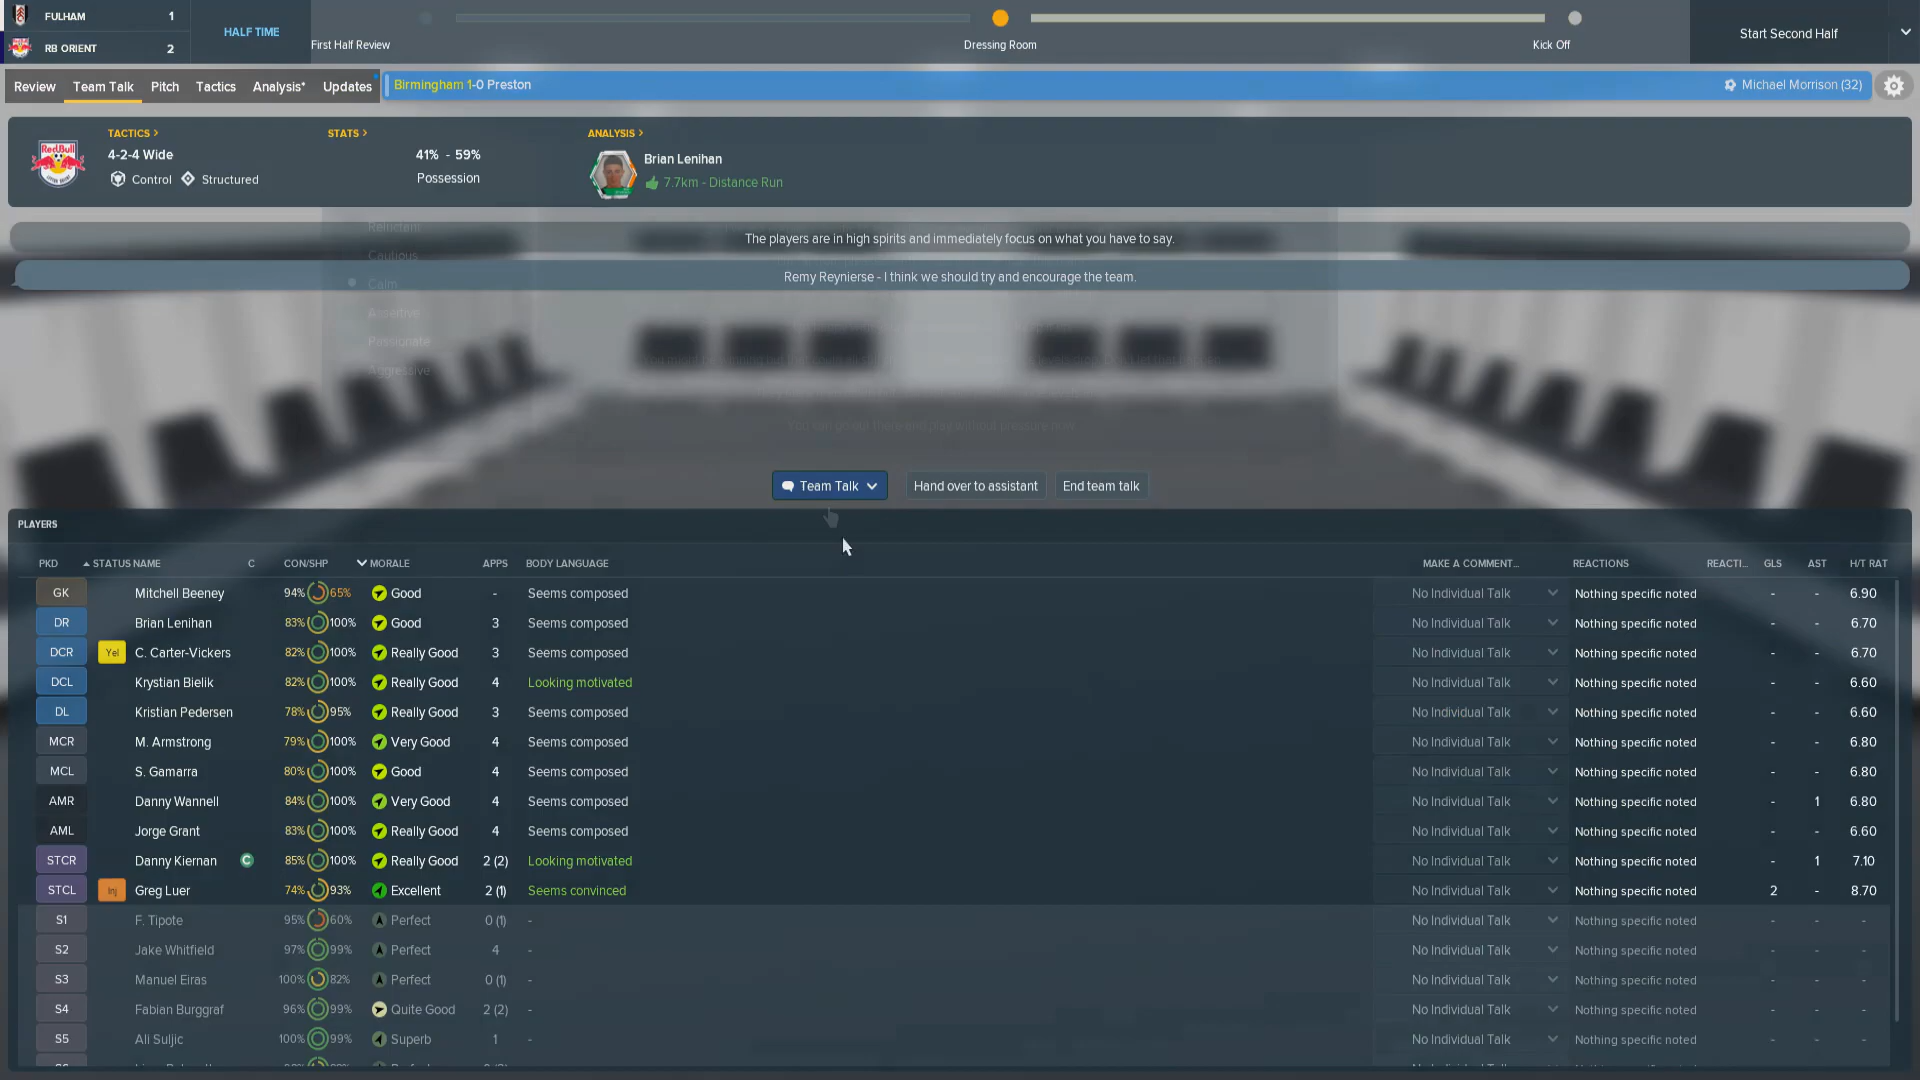 FULHAM 1
RB ORIENT 2
HALF TIME
First Half Review
Dressing Room
Kick Off
Start Second Half
Review Team Talk Pitch Tactics Analysis* Updates
Birmingham 1-0 Preston
Michael Morrison (32)
TACTICS >
4-2-4 Wide
Control Structured
STATS >
41% - 59%
Possession
ANALYSIS >
Brian Lenihan
7.7km - Distance Run
Reluctant
The players are in high spirits and immediately focus on what you have to say.
Cautious
Remy Reynierse - I think we should try and encourage the team.
Calm
Assertive
Passionate
Aggressive
Team Talk Hand over to assistant End team talk
PLAYERS
PKD STATUS NAME C CON/SHP MORALE APPS BODY LANGUAGE MAKE A COMMENT... REACTIONS REACTI... GLS AST H/T RAT
GK Mitchell Beeney 94% 65% Good - Seems composed No Individual Talk Nothing specific noted - - 6.90
DR Brian Lenihan 83% 100% Good 3 Seems composed No Individual Talk Nothing specific noted - - 6.70
DCR Yel C. Carter-Vickers 82% 100% Really Good 3 Seems composed No Individual Talk Nothing specific noted - - 6.70
DCL Krystian Bielik 82% 100% Really Good 4 Looking motivated No Individual Talk Nothing specific noted - - 6.60
DL Kristian Pedersen 78% 95% Really Good 3 Seems composed No Individual Talk Nothing specific noted - - 6.60
MCR M. Armstrong 79% 100% Very Good 4 Seems composed No Individual Talk Nothing specific noted - - 6.80
MCL S. Gamarra 80% 100% Good 4 Seems composed No Individual Talk Nothing specific noted - - 6.80
AMR Danny Wannell 84% 100% Very Good 4 Seems composed No Individual Talk Nothing specific noted - 1 6.80
AML Jorge Grant 83% 100% Really Good 4 Seems composed No Individual Talk Nothing specific noted - - 6.60
STCR Danny Kiernan C 85% 100% Really Good 2 (2) Looking motivated No Individual Talk Nothing specific noted - 1 7.10
STCL Inj Greg Luer 74% 93% Excellent 2 (1) Seems convinced No Individual Talk Nothing specific noted 2 - 8.70
S1 F. Tipote 95% 60% Perfect 0 (1) - No Individual Talk Nothing specific noted - - -
S2 Jake Whitfield 97% 99% Perfect 4 - No Individual Talk Nothing specific noted - - -
S3 Manuel Eiras 100% 82% Perfect 0 (1) - No Individual Talk Nothing specific noted - - -
S4 Fabian Burggraf 96% 99% Quite Good 2 (2) - No Individual Talk Nothing specific noted - - -
S5 Ali Suljic 100% 99% Superb 1 - No Individual Talk Nothing specific noted - - -